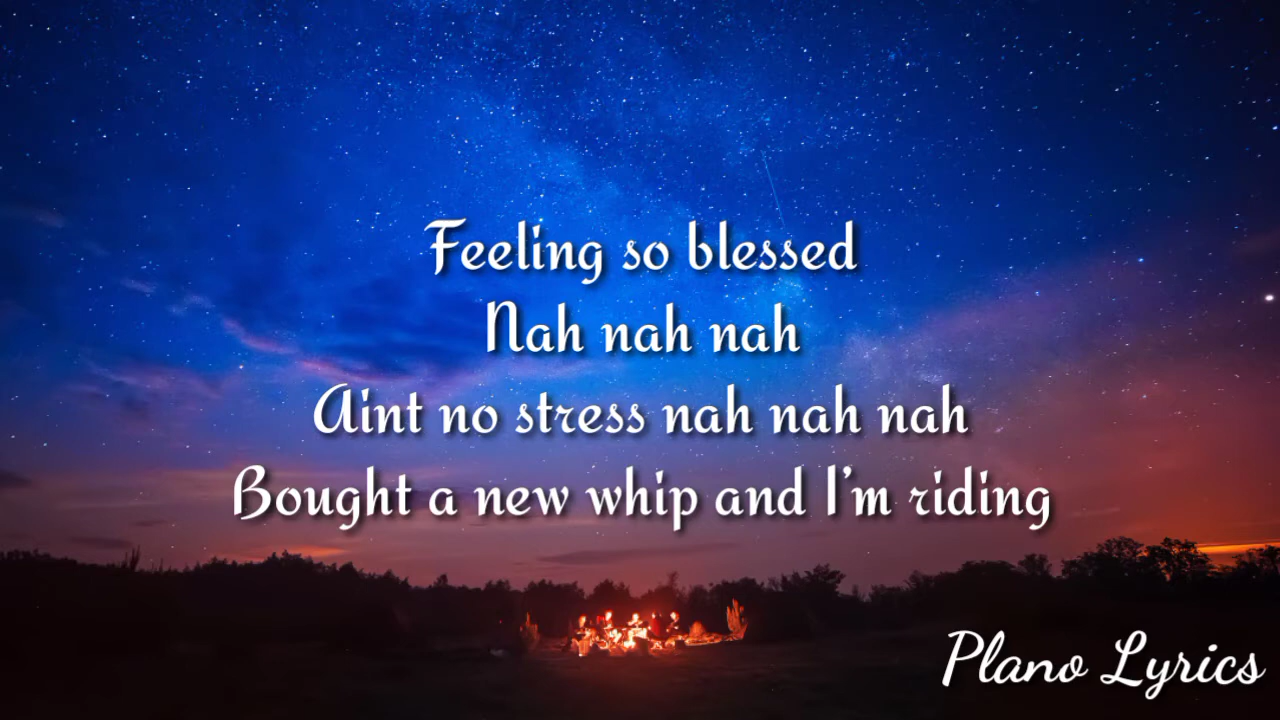 Feeling so blessed
Nah nah nah
Aint no stress nah nah nah
Bought a new whip and I'm riding
Plano Lyrics